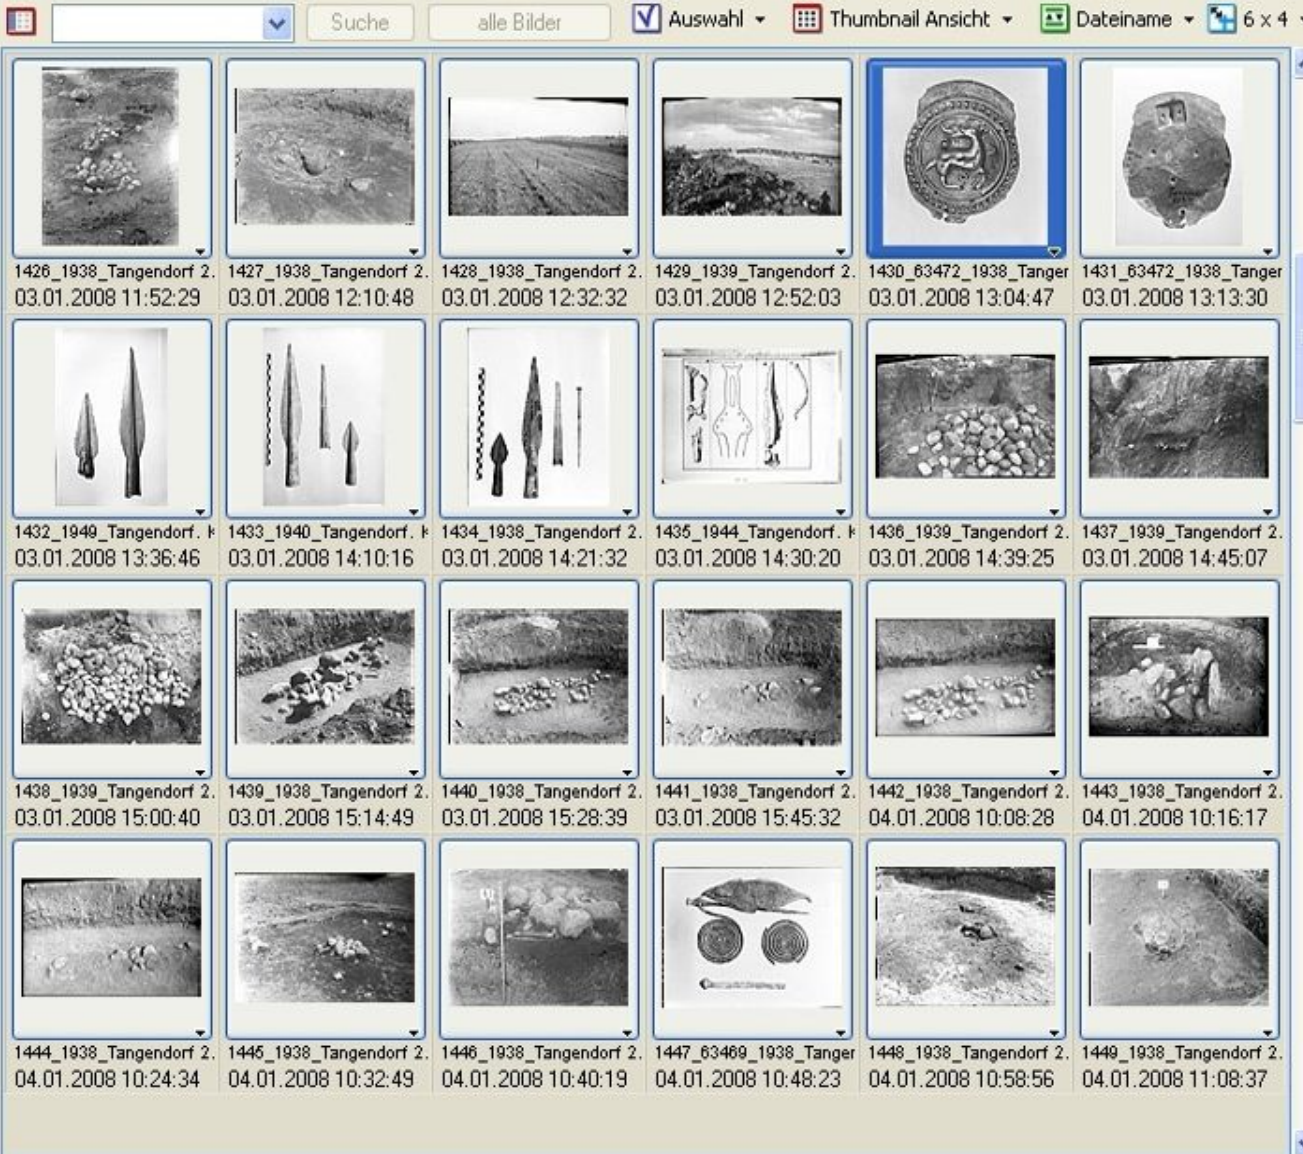 Suche alle Bilder Auswahl Thumbnail Ansicht Dateiname 6 x 4
1426_1938_Tangendorf 2. 1427_1938_Tangendorf 2. 1428_1938_Tangendorf 2. 1429_1939_Tangendorf 2. 1430_63472_1938_Tanger 1431_63472_1938_Tanger
03.01.2008 11:52:29 03.01.2008 12:10:48 03.01.2008 12:32:32 03.01.2008 12:52:03 03.01.2008 13:04:47 03.01.2008 13:13:30
1432_1949_Tangendorf. K 1433_1940_Tangendorf. K 1434_1938_Tangendorf 2. 1435_1944_Tangendorf. K 1436_1939_Tangendorf 2. 1437_1939_Tangendorf 2.
03.01.2008 13:36:46 03.01.2008 14:10:16 03.01.2008 14:21:32 03.01.2008 14:30:20 03.01.2008 14:39:25 03.01.2008 14:45:07
1438_1939_Tangendorf 2. 1439_1938_Tangendorf 2. 1440_1938_Tangendorf 2. 1441_1938_Tangendorf 2. 1442_1938_Tangendorf 2. 1443_1938_Tangendorf 2.
03.01.2008 15:00:40 03.01.2008 15:14:49 03.01.2008 15:28:39 03.01.2008 15:45:32 04.01.2008 10:08:28 04.01.2008 10:16:17
1444_1938_Tangendorf 2. 1445_1938_Tangendorf 2. 1446_1938_Tangendorf 2. 1447_63469_1938_Tanger 1448_1938_Tangendorf 2. 1449_1938_Tangendorf 2.
04.01.2008 10:24:34 04.01.2008 10:32:49 04.01.2008 10:40:19 04.01.2008 10:48:23 04.01.2008 10:58:56 04.01.2008 11:08:37